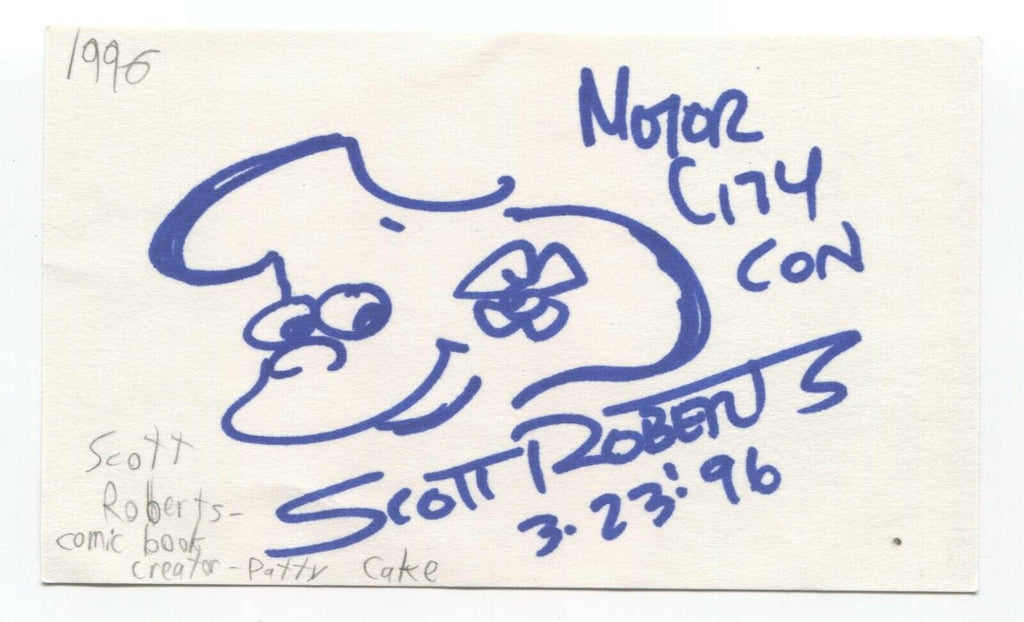 1996
MOTOR
CITY
CON
SCOTT ROBERTS
3.23:96
Scott
Roberts-
comic book
creator - Patty Cake